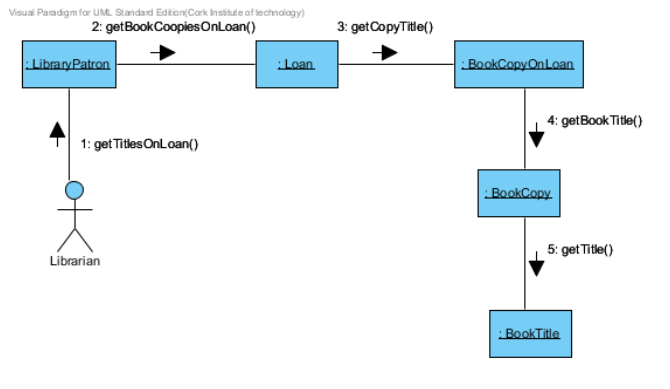 Visual Paradigm for UML Standard Edition(Cork Institute of technology)
2: getBookCoopiesOnLoan()
3: getCopyTitle()
: LibraryPatron
: Loan
: BookCopyOnLoan
4: getBookTitle()
1: getTitlesOnLoan()
: BookCopy
Librarian
5: getTitle()
: BookTitle